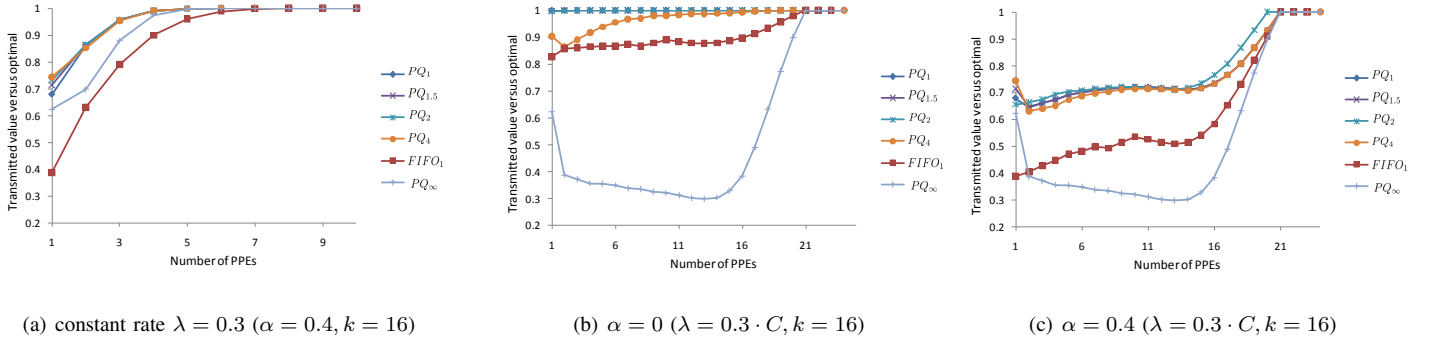 Transmitted value versus optimal
1
0.9
0.8
0.7
0.6
0.5
0.4
0.3
0.2
1 3 5 7 9
Number of PPEs
PQ₁
PQ₁.₅
PQ₂
PQ₄
FIFO₁
PQ∞
(a) constant rate λ = 0.3 (α = 0.4, k = 16)
Transmitted value versus optimal
1
0.9
0.8
0.7
0.6
0.5
0.4
0.3
0.2
1 6 11 16 21
Number of PPEs
PQ₁
PQ₁.₅
PQ₂
PQ₄
FIFO₁
PQ∞
(b) α = 0 (λ = 0.3 · C, k = 16)
Transmitted value versus optimal
1
0.9
0.8
0.7
0.6
0.5
0.4
0.3
0.2
1 6 11 16 21
Number of PPEs
PQ₁
PQ₁.₅
PQ₂
PQ₄
FIFO₁
PQ∞
(c) α = 0.4 (λ = 0.3 · C, k = 16)